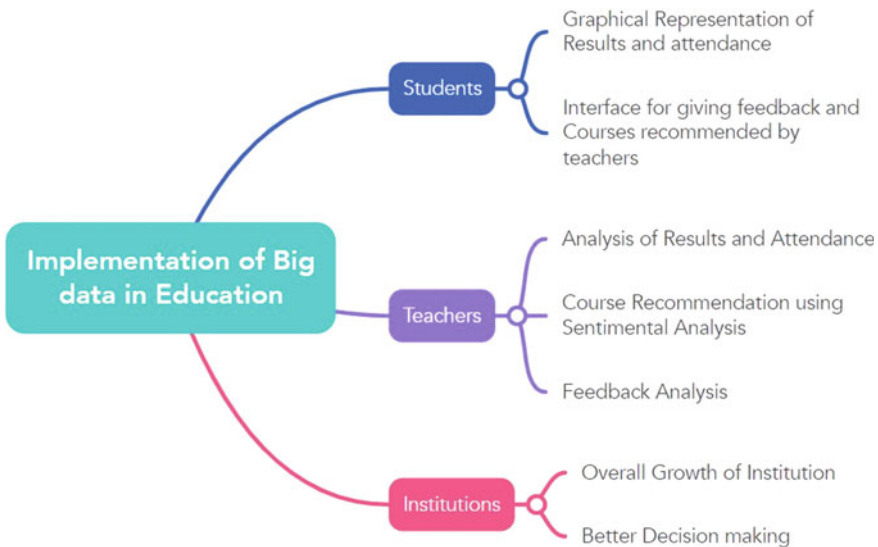 Implementation of Big
data in Education
Students
Graphical Representation of
Results and attendance
Interface for giving feedback and
Courses recommended by
teachers
Teachers
Analysis of Results and Attendance
Course Recommendation using
Sentimental Analysis
Feedback Analysis
Institutions
Overall Growth of Institution
Better Decision making